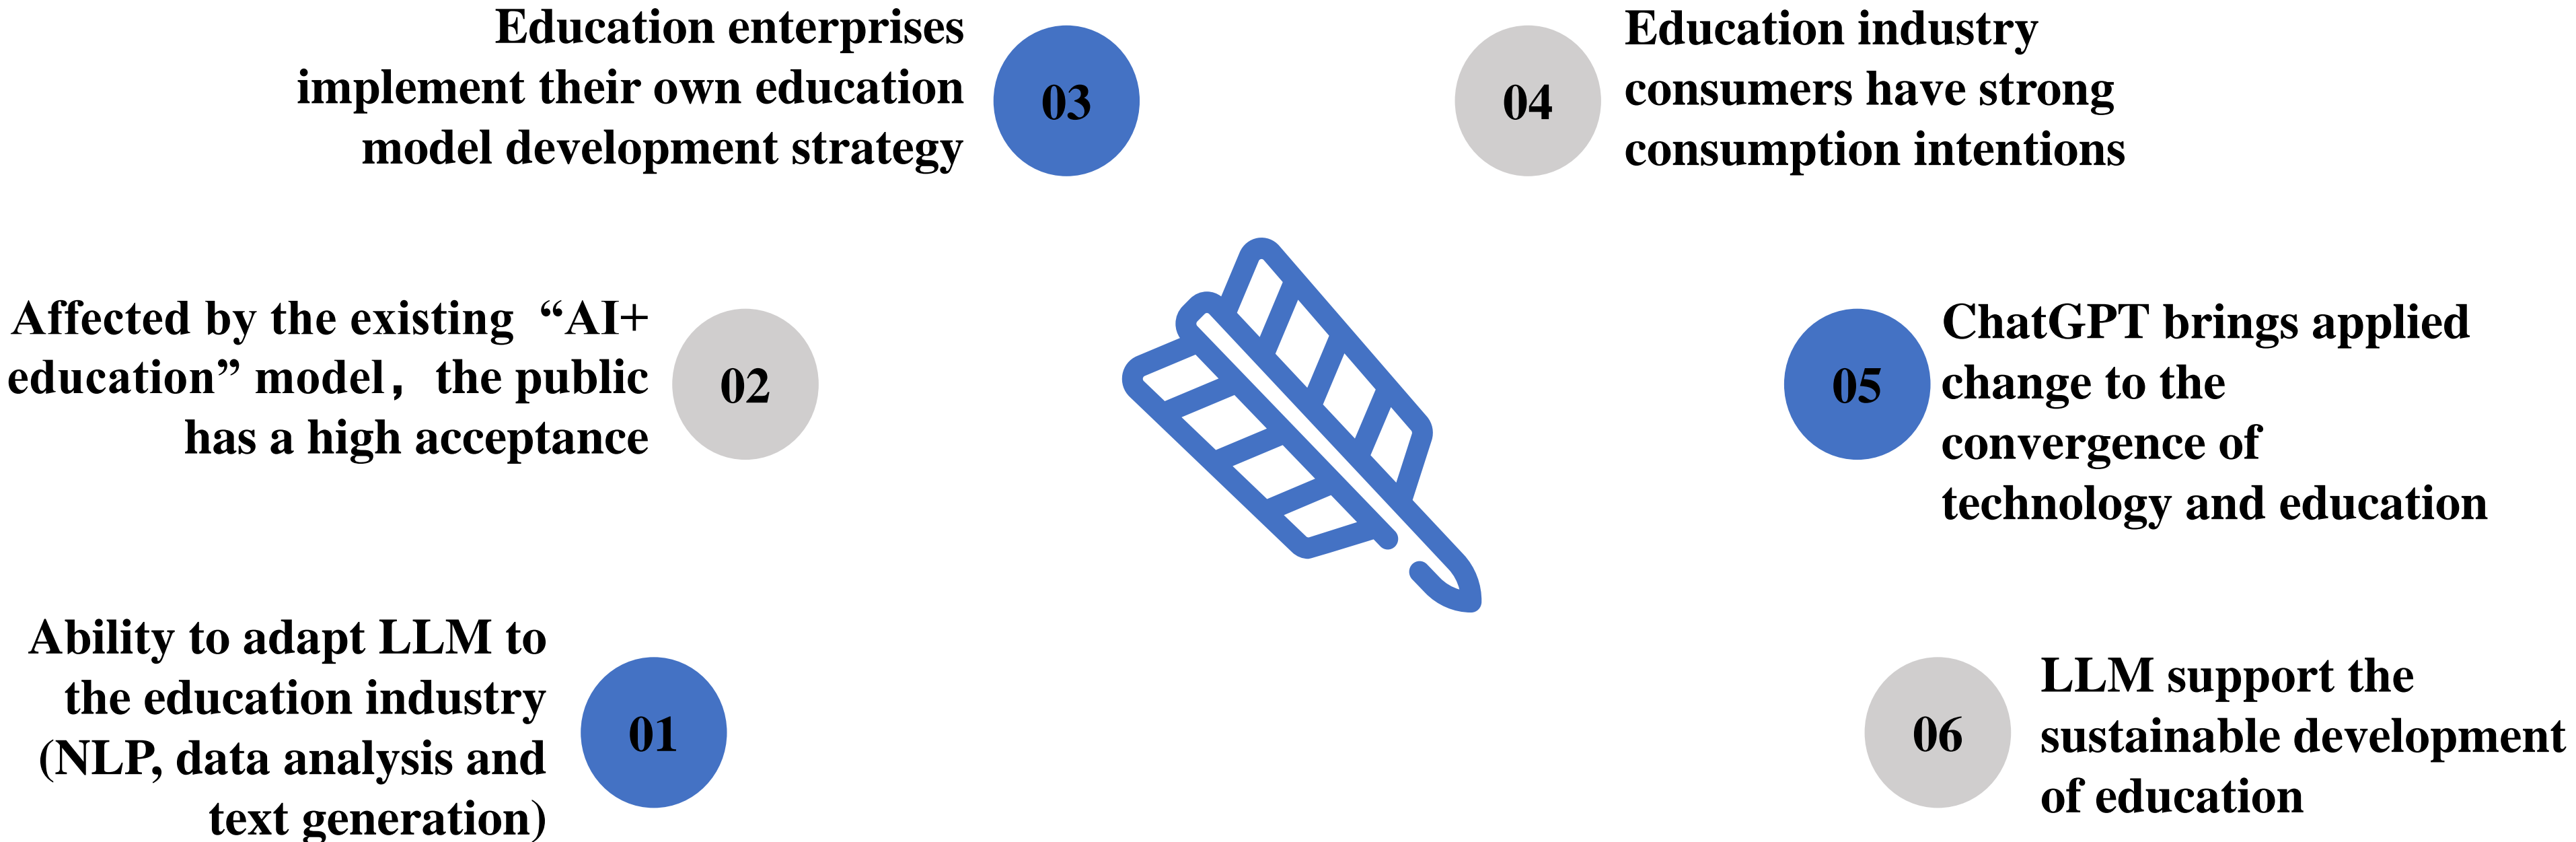 Education enterprises
implement their own education
model development strategy
03
04
Education industry
consumers have strong
consumption intentions
Affected by the existing “AI+
education” model，the public
has a high acceptance
02
05
ChatGPT brings applied
change to the
convergence of
technology and education
Ability to adapt LLM to
the education industry
(NLP, data analysis and
text generation)
01
06
LLM support the
sustainable development
of education